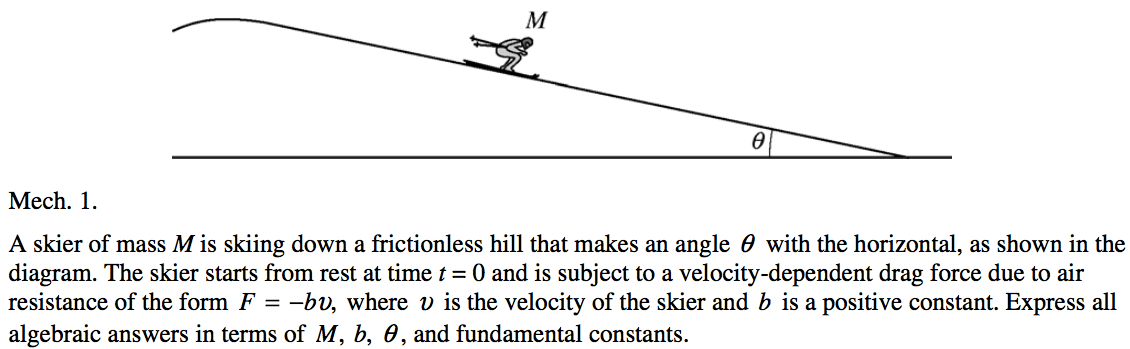 M
θ
Mech. 1.
A skier of mass M is skiing down a frictionless hill that makes an angle θ with the horizontal, as shown in the
diagram. The skier starts from rest at time t = 0 and is subject to a velocity-dependent drag force due to air
resistance of the form F = −bv, where v is the velocity of the skier and b is a positive constant. Express all
algebraic answers in terms of M, b, θ, and fundamental constants.